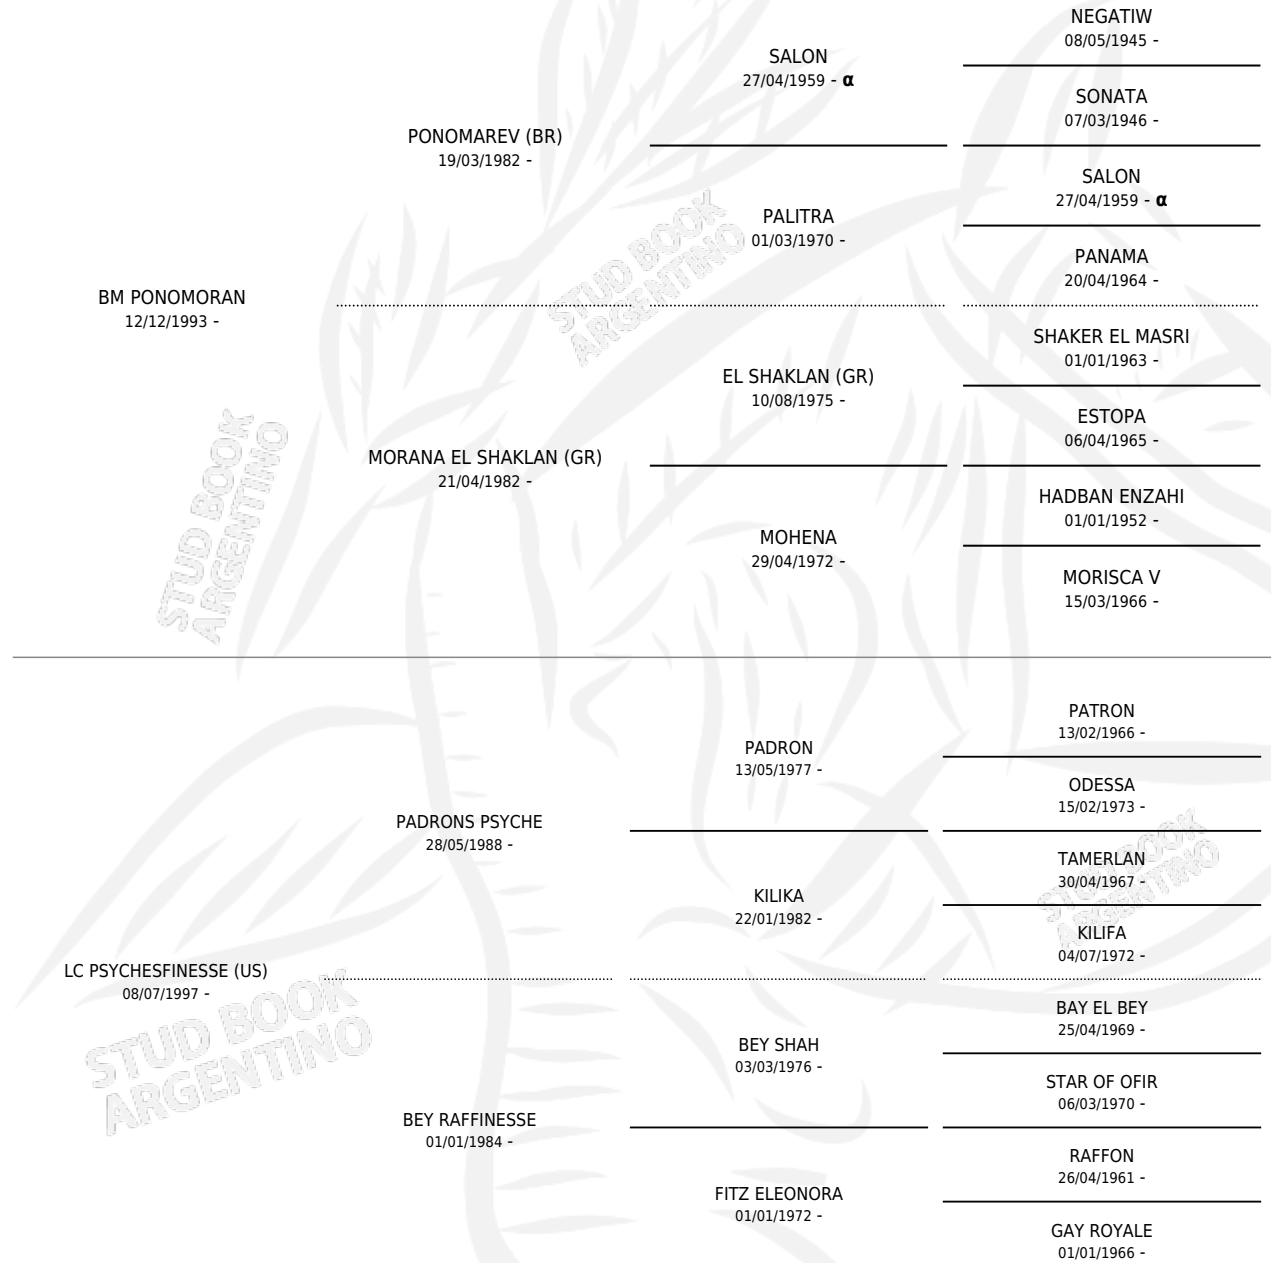 NEGATIW
08/05/1945 -
SALON
27/04/1959 - α
SONATA
07/03/1946 -
PONOMAREV (BR)
19/03/1982 -
SALON
27/04/1959 - α
PALITRA
01/03/1970 -
PANAMA
20/04/1964 -
BM PONOMORAN
12/12/1993 -
SHAKER EL MASRI
01/01/1963 -
EL SHAKLAN (GR)
10/08/1975 -
ESTOPA
06/04/1965 -
MORANA EL SHAKLAN (GR)
21/04/1982 -
HADBAN ENZAHI
01/01/1952 -
MOHENA
29/04/1972 -
MORISCA V
15/03/1966 -
PATRON
13/02/1966 -
PADRON
13/05/1977 -
ODESSA
15/02/1973 -
PADRONS PSYCHE
28/05/1988 -
TAMERLAN
30/04/1967 -
KILIKA
22/01/1982 -
KILIFA
04/07/1972 -
LC PSYCHESFINESSE (US)
08/07/1997 -
BAY EL BEY
25/04/1969 -
BEY SHAH
03/03/1976 -
STAR OF OFIR
06/03/1970 -
BEY RAFFINESSE
01/01/1984 -
RAFFON
26/04/1961 -
FITZ ELEONORA
01/01/1972 -
GAY ROYALE
01/01/1966 -
STUD BOOK
ARGENTINO
STUD BOOK
ARGENTINO
STUD BOOK
ARGENTINO
STUD BOOK
ARGENTINO